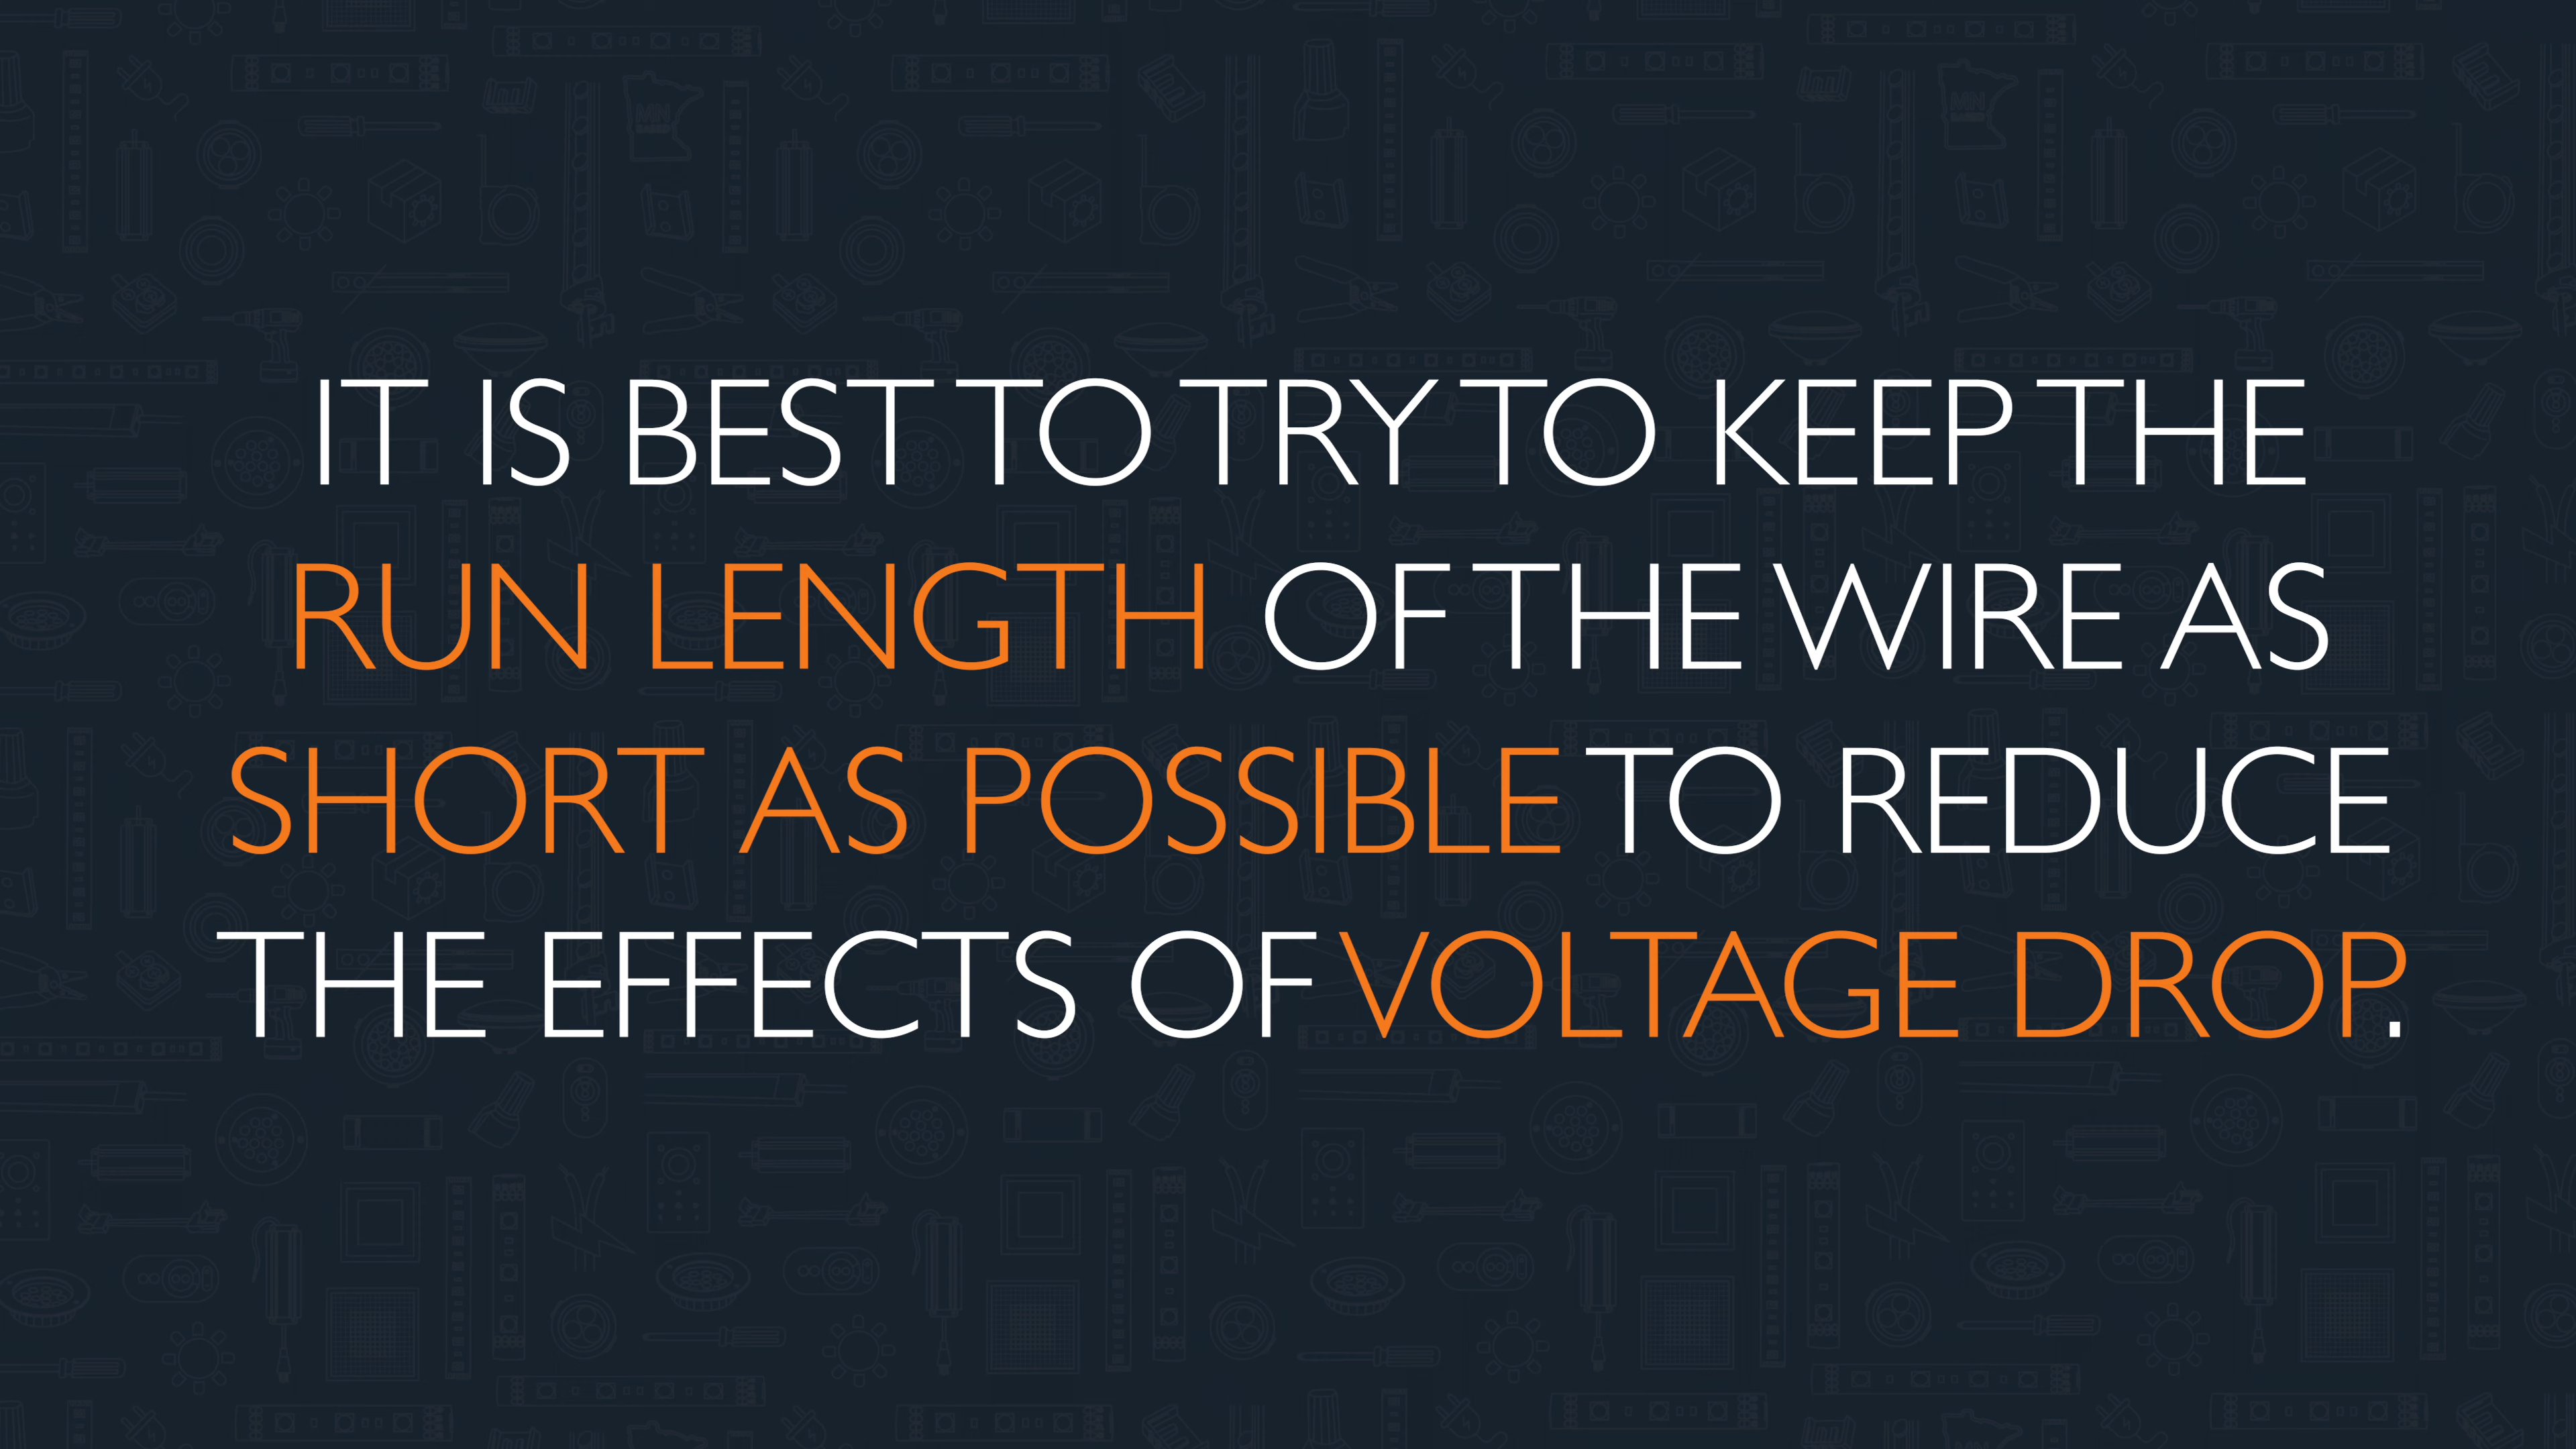 IT IS BEST TO TRY TO KEEP THE
RUN LENGTH OF THE WIRE AS
SHORT AS POSSIBLE TO REDUCE
THE EFFECTS OF VOLTAGE DROP.